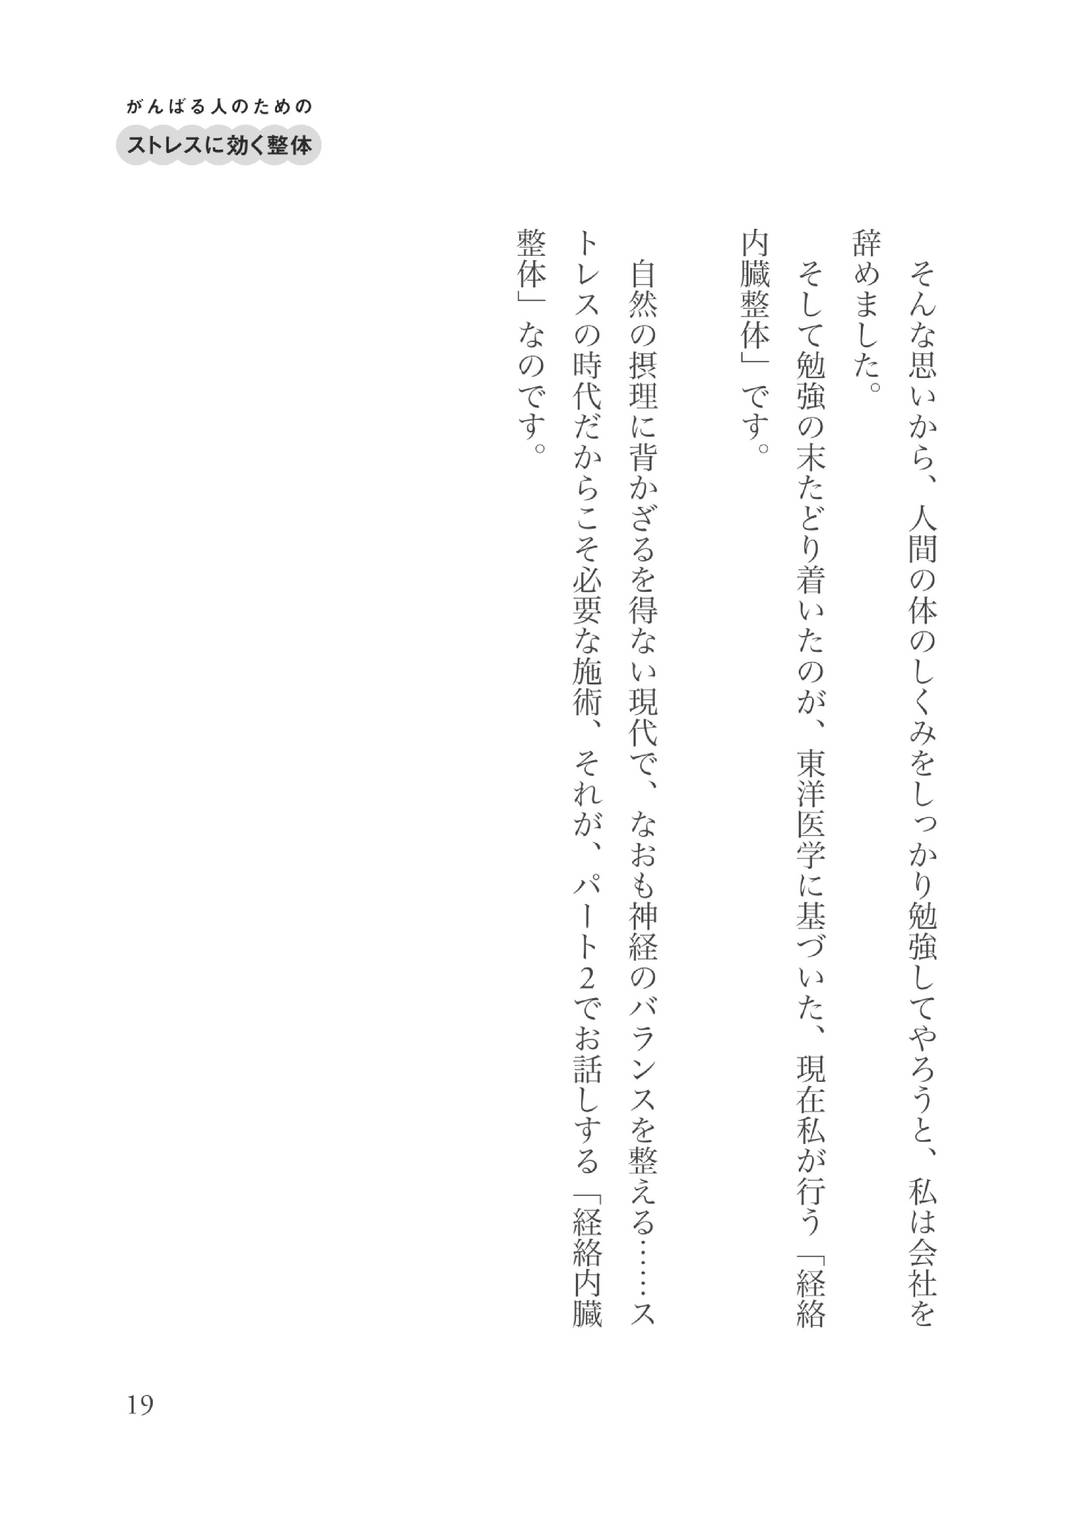 がんばる人のための
ストレスに効く整体
そんな思いから、人間の体のしくみをしっかり勉強してやろうと、私は会社を
辞めました。
そして勉強の末たどり着いたのが、東洋医学に基づいた、現在私が行う「経絡
内臓整体」です。
自然の摂理に背かざるを得ない現代で、なおも神経のバランスを整える……ス
トレスの時代だからこそ必要な施術、それが、パート2でお話しする「経絡内臓
整体」なのです。
19